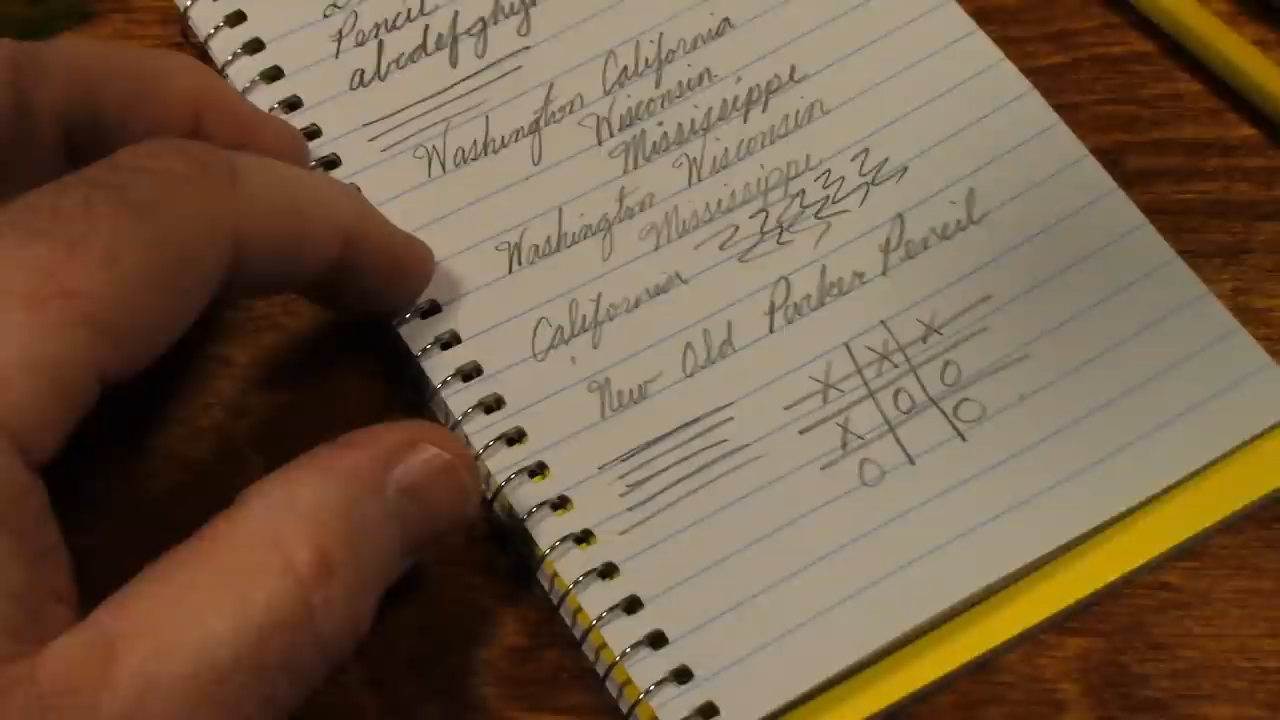 Pencil
abcdefghij
Washington California
Wisconsin
Mississippi
Washington Wisconsin
Mississippi
California
New Old Parker Pencil
X X X
X O O
O O